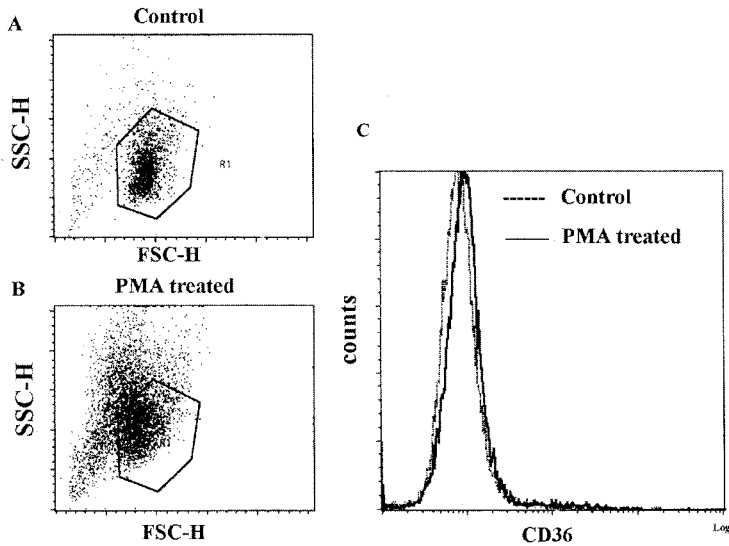 A
Control
SSC-H
R1
FSC-H
B
PMA treated
SSC-H
FSC-H
C
Control
PMA treated
counts
CD36
Log